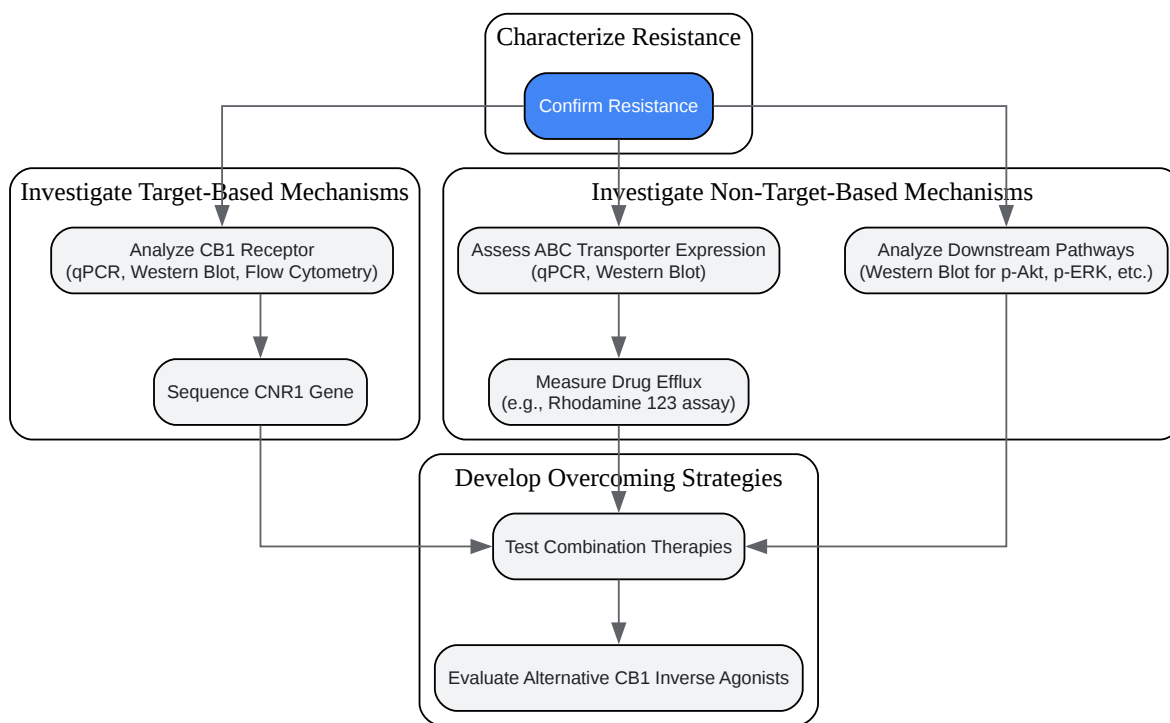 Characterize Resistance
Confirm Resistance
Investigate Target-Based Mechanisms
Analyze CB1 Receptor
(qPCR, Western Blot, Flow Cytometry)
Sequence CNR1 Gene
Investigate Non-Target-Based Mechanisms
Assess ABC Transporter Expression
(qPCR, Western Blot)
Analyze Downstream Pathways
(Western Blot for p-Akt, p-ERK, etc.)
Measure Drug Efflux
(e.g., Rhodamine 123 assay)
Develop Overcoming Strategies
Test Combination Therapies
Evaluate Alternative CB1 Inverse Agonists